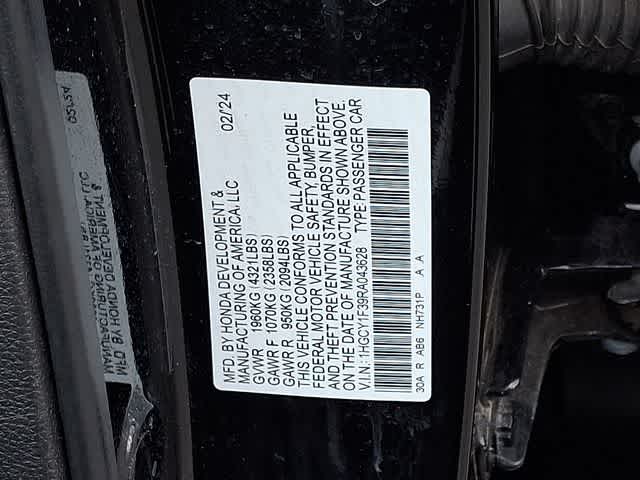 MFD. BY HONDA DEVELOPMENT & 02/24
MANUFACTURING OF AMERICA, LLC
GVWR 1960KG(4321LBS)
GAWR F 1070KG(2358LBS)
GAWR R 950KG(2094LBS)
THIS VEHICLE CONFORMS TO ALL APPLICABLE
FEDERAL MOTOR VEHICLE SAFETY, BUMPER,
AND THEFT PREVENTION STANDARDS IN EFFECT
ON THE DATE OF MANUFACTURE SHOWN ABOVE.
V.I.N.: 1HGCY1F39RA043628 TYPE: PASSENGER CAR
30A R AB6 NH731P A A